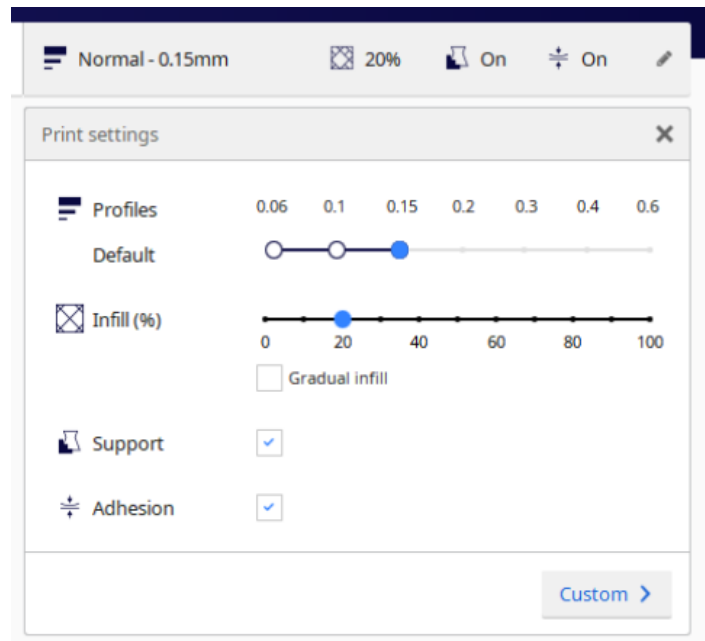 Normal - 0.15mm 20% On On
Print settings
Profiles 0.06 0.1 0.15 0.2 0.3 0.4 0.6
Default
Infill (%)
0 20 40 60 80 100
Gradual infill
Support
Adhesion
Custom